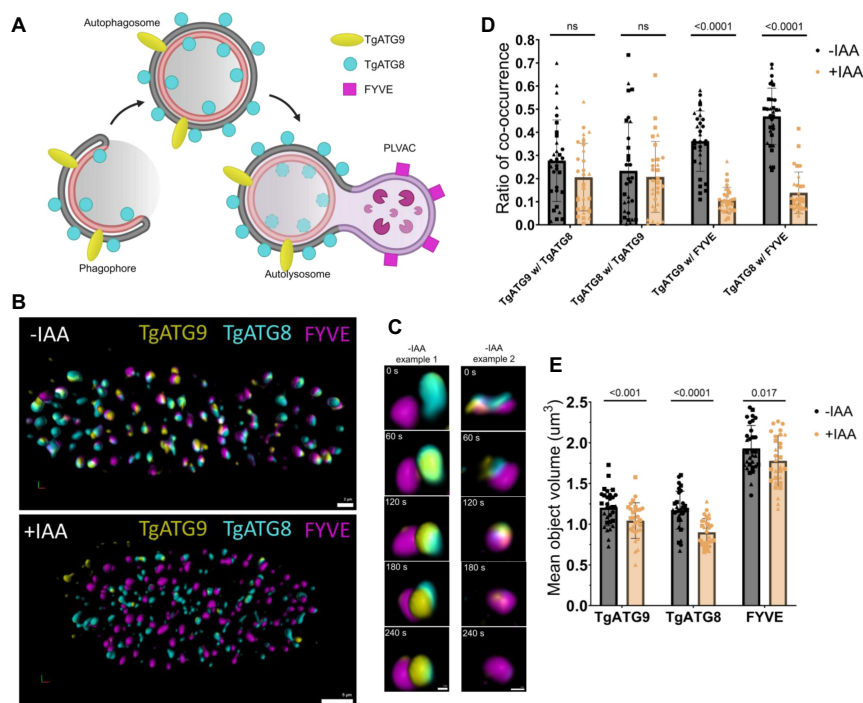 A
Autophagosome
TgATG9
TgATG8
FYVE
PLVAC
Phagophore
Autolysosome
B
-IAA TgATG9 TgATG8 FYVE
2 µm
+IAA TgATG9 TgATG8 FYVE
5 µm
C
-IAA
example 1
-IAA
example 2
0 s
0 s
60 s
60 s
120 s
120 s
180 s
180 s
240 s
240 s
D
ns ns <0.0001 <0.0001
-IAA
+IAA
Ratio of co-occurrence
0.8
0.7
0.6
0.5
0.4
0.3
0.2
0.1
0.0
TgATG9 w/ TgATG8
TgATG8 w/ TgATG9
TgATG9 w/ FYVE
TgATG8 w/ FYVE
E
<0.001 <0.0001 0.017
-IAA
+IAA
Mean object volume (um³)
2.5
2.0
1.5
1.0
0.5
0.0
TgATG9 TgATG8 FYVE